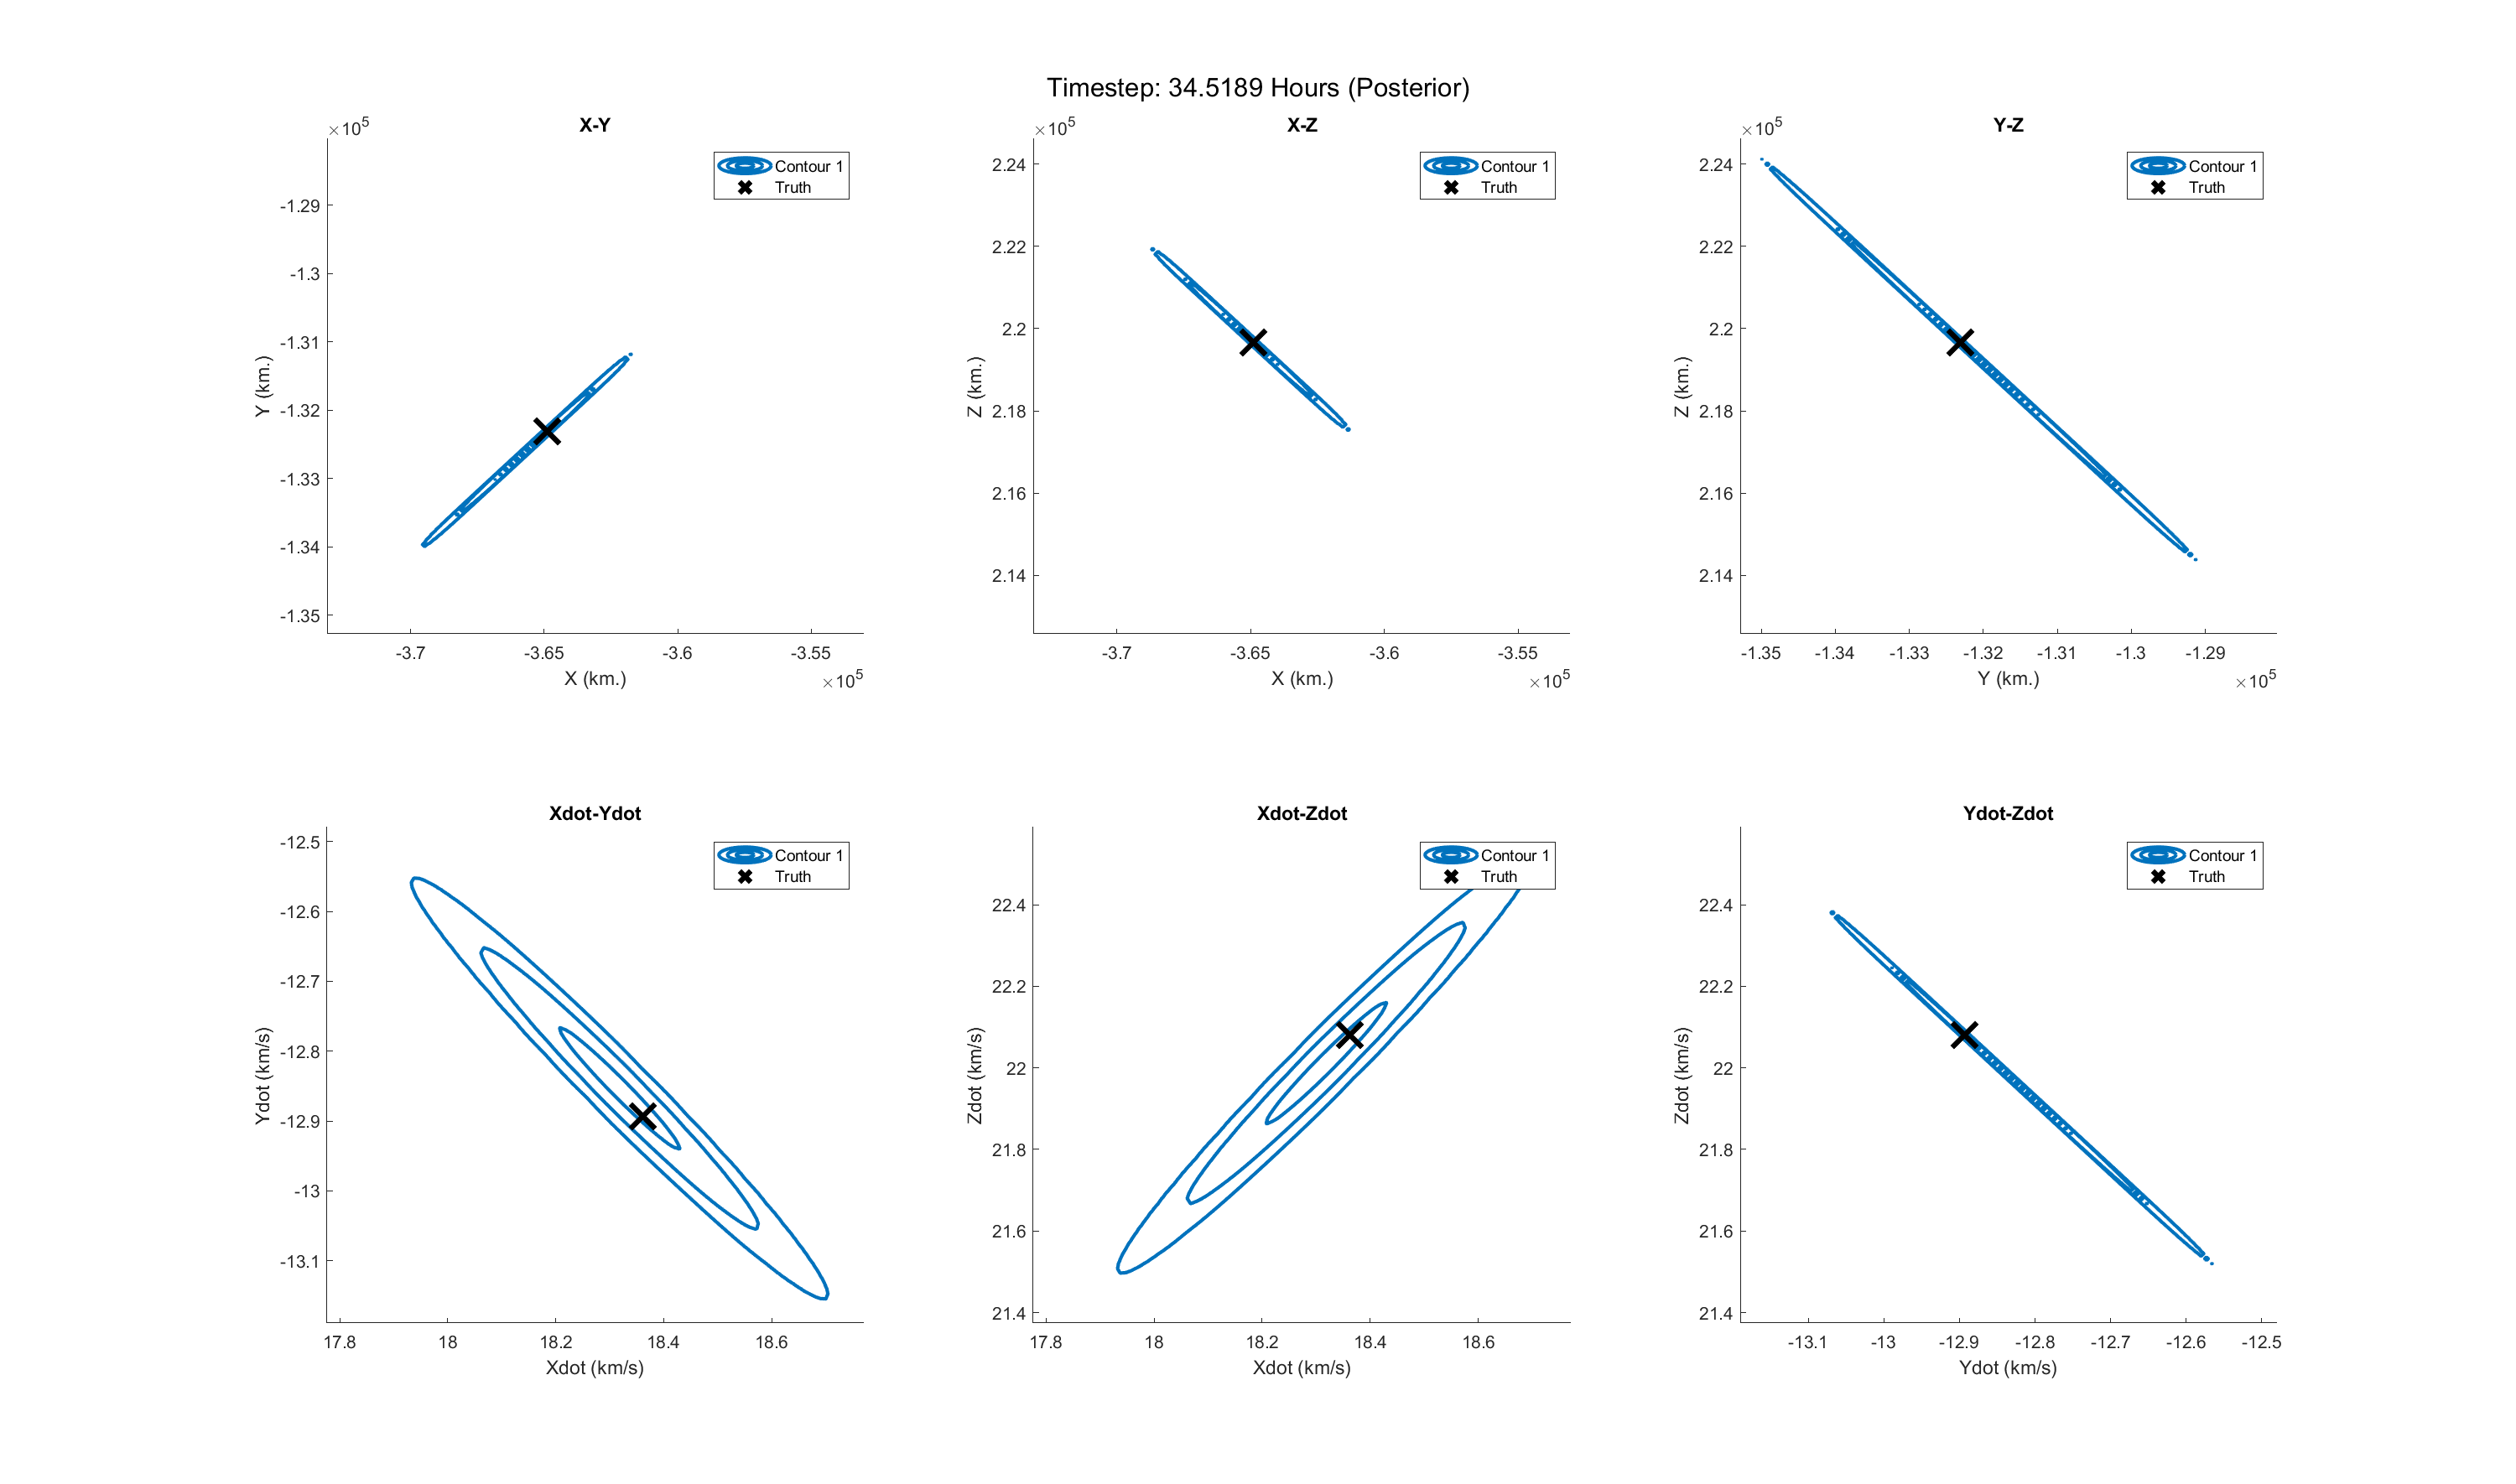 Timestep: 34.5189 Hours (Posterior)
X-Y
×10^5
Contour 1
Truth
-1.29
-1.3
-1.31
-1.32
-1.33
-1.34
-1.35
Y (km.)
-3.7 -3.65 -3.6 -3.55
X (km.)
×10^5
X-Z
×10^5
Contour 1
Truth
2.24
2.22
2.2
2.18
2.16
2.14
Z (km.)
-3.7 -3.65 -3.6 -3.55
X (km.)
×10^5
Y-Z
×10^5
Contour 1
Truth
2.24
2.22
2.2
2.18
2.16
2.14
Z (km.)
-1.35 -1.34 -1.33 -1.32 -1.31 -1.3 -1.29
Y (km.)
×10^5
Xdot-Ydot
Contour 1
Truth
-12.5
-12.6
-12.7
-12.8
-12.9
-13
-13.1
Ydot (km/s)
17.8 18 18.2 18.4 18.6
Xdot (km/s)
Xdot-Zdot
Contour 1
Truth
22.4
22.2
22
21.8
21.6
21.4
Zdot (km/s)
17.8 18 18.2 18.4 18.6
Xdot (km/s)
Ydot-Zdot
Contour 1
Truth
22.4
22.2
22
21.8
21.6
21.4
Zdot (km/s)
-13.1 -13 -12.9 -12.8 -12.7 -12.6 -12.5
Ydot (km/s)